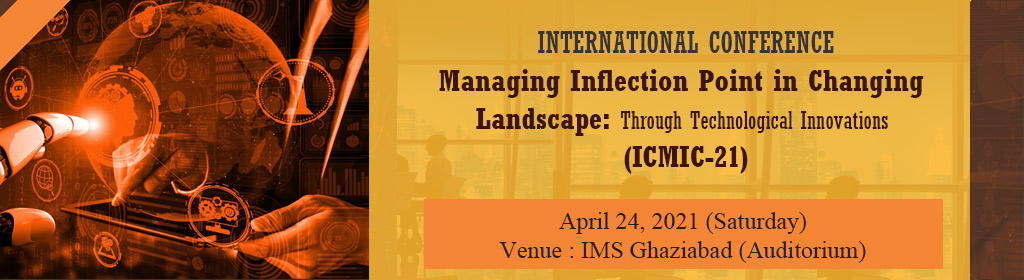 INTERNATIONAL CONFERENCE
Managing Inflection Point in Changing
Landscape: Through Technological Innovations
(ICMIC-21)
April 24, 2021 (Saturday)
Venue : IMS Ghaziabad (Auditorium)